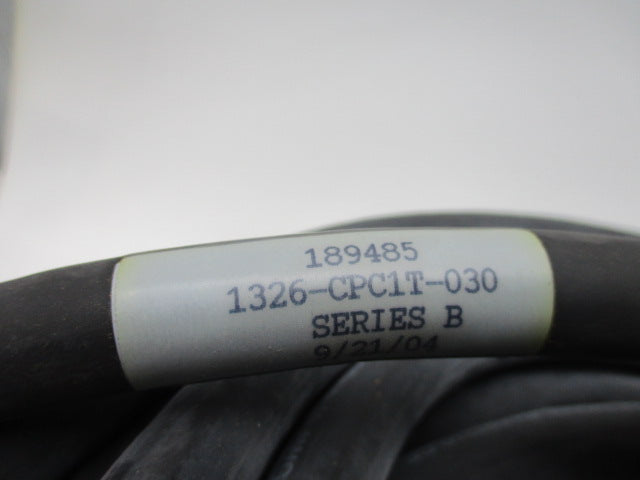 189485
1326-CPC1T-030
SERIES B
9/21/04